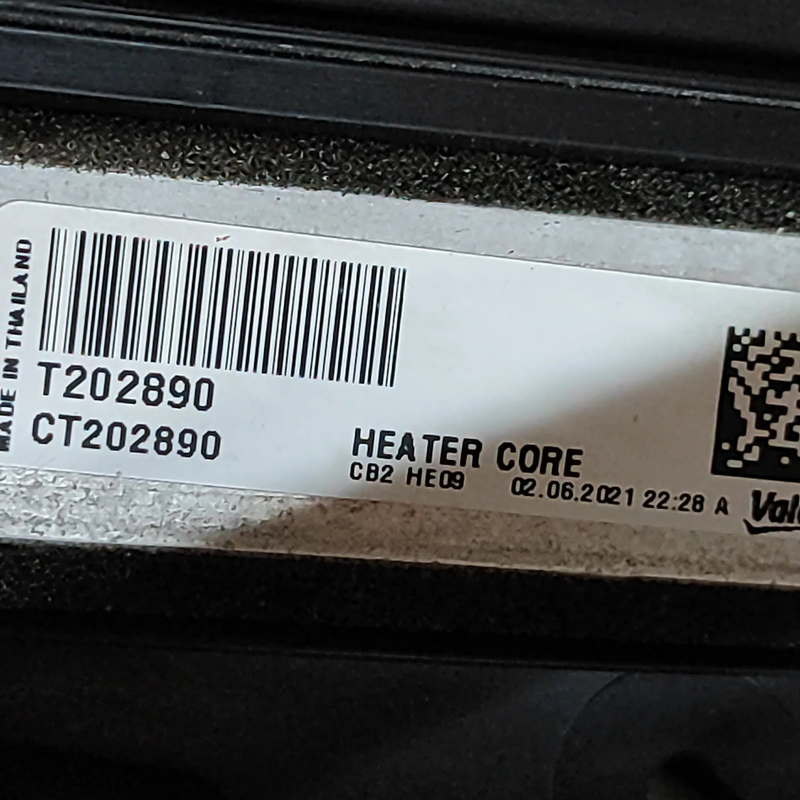 MADE IN THAILAND
T202890
CT202890
HEATER CORE
CB2 HE09 02.06.2021 22:28 A